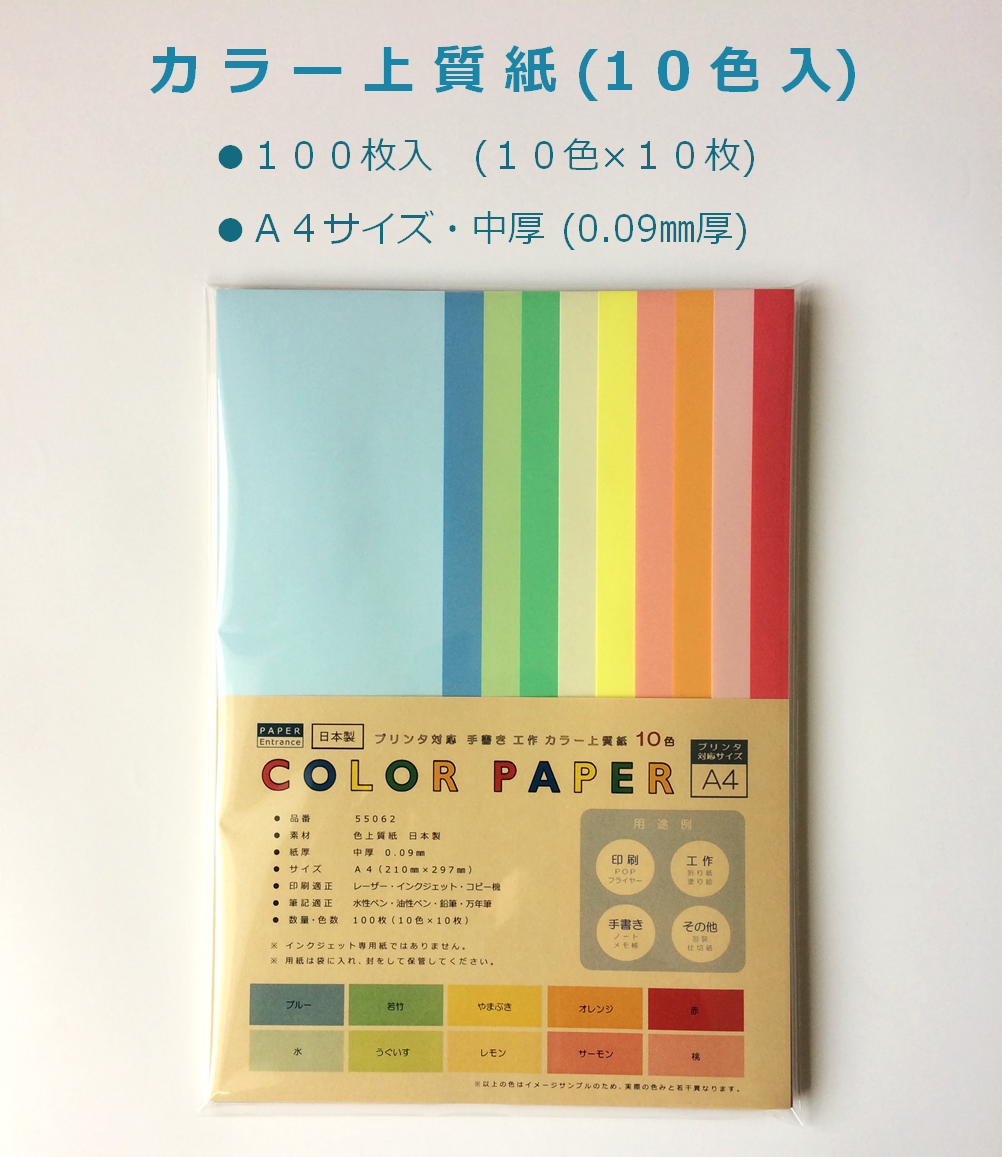 カラー上質紙(10色入)
●100枚入 (10色×10枚)
●A4サイズ・中厚 (0.09㎜厚)
PAPER
Entrance
日本製
プリンタ対応 手書き 工作 カラー上質紙 10色
COLOR PAPER
プリンタ
対応サイズ
A4
● 品番 55062
● 素材 色上質紙 日本製
● 紙厚 中厚 0.09㎜
● サイズ A4(210㎜×297㎜)
● 印刷適正 レーザー・インクジェット・コピー機
● 筆記適正 水性ペン・油性ペン・鉛筆・万年筆
● 数量・色数 100枚(10色×10枚)
※ インクジェット専用紙ではありません。
※ 用紙は袋に入れ、封をして保管してください。
用途例
印刷
POP
フライヤー
工作
折り紙
塗り絵
手書き
ノート
メモ帳
その他
包装
仕切紙
ブルー 若竹 やまぶき オレンジ 赤
水 うぐいす レモン サーモン 桃
※以上の色はイメージサンプルのため、実際の色みと若干異なります。